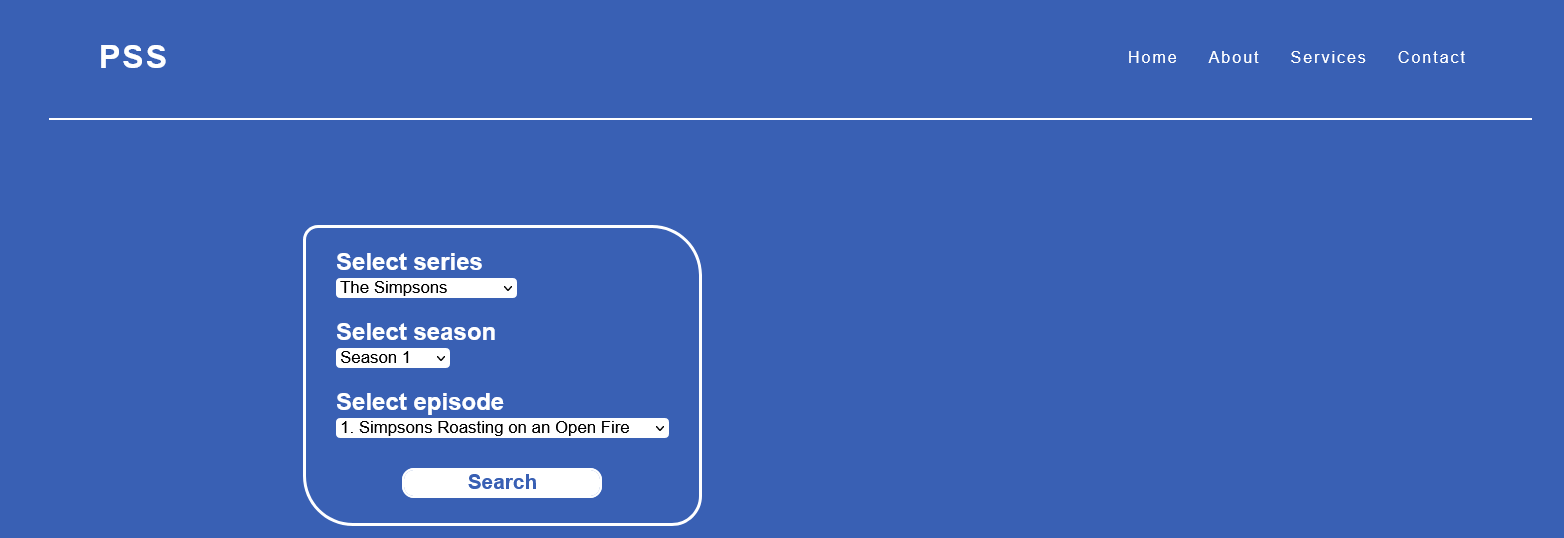 PSS
Home About Services Contact
Select series
The Simpsons
Select season
Season 1
Select episode
1. Simpsons Roasting on an Open Fire
Search